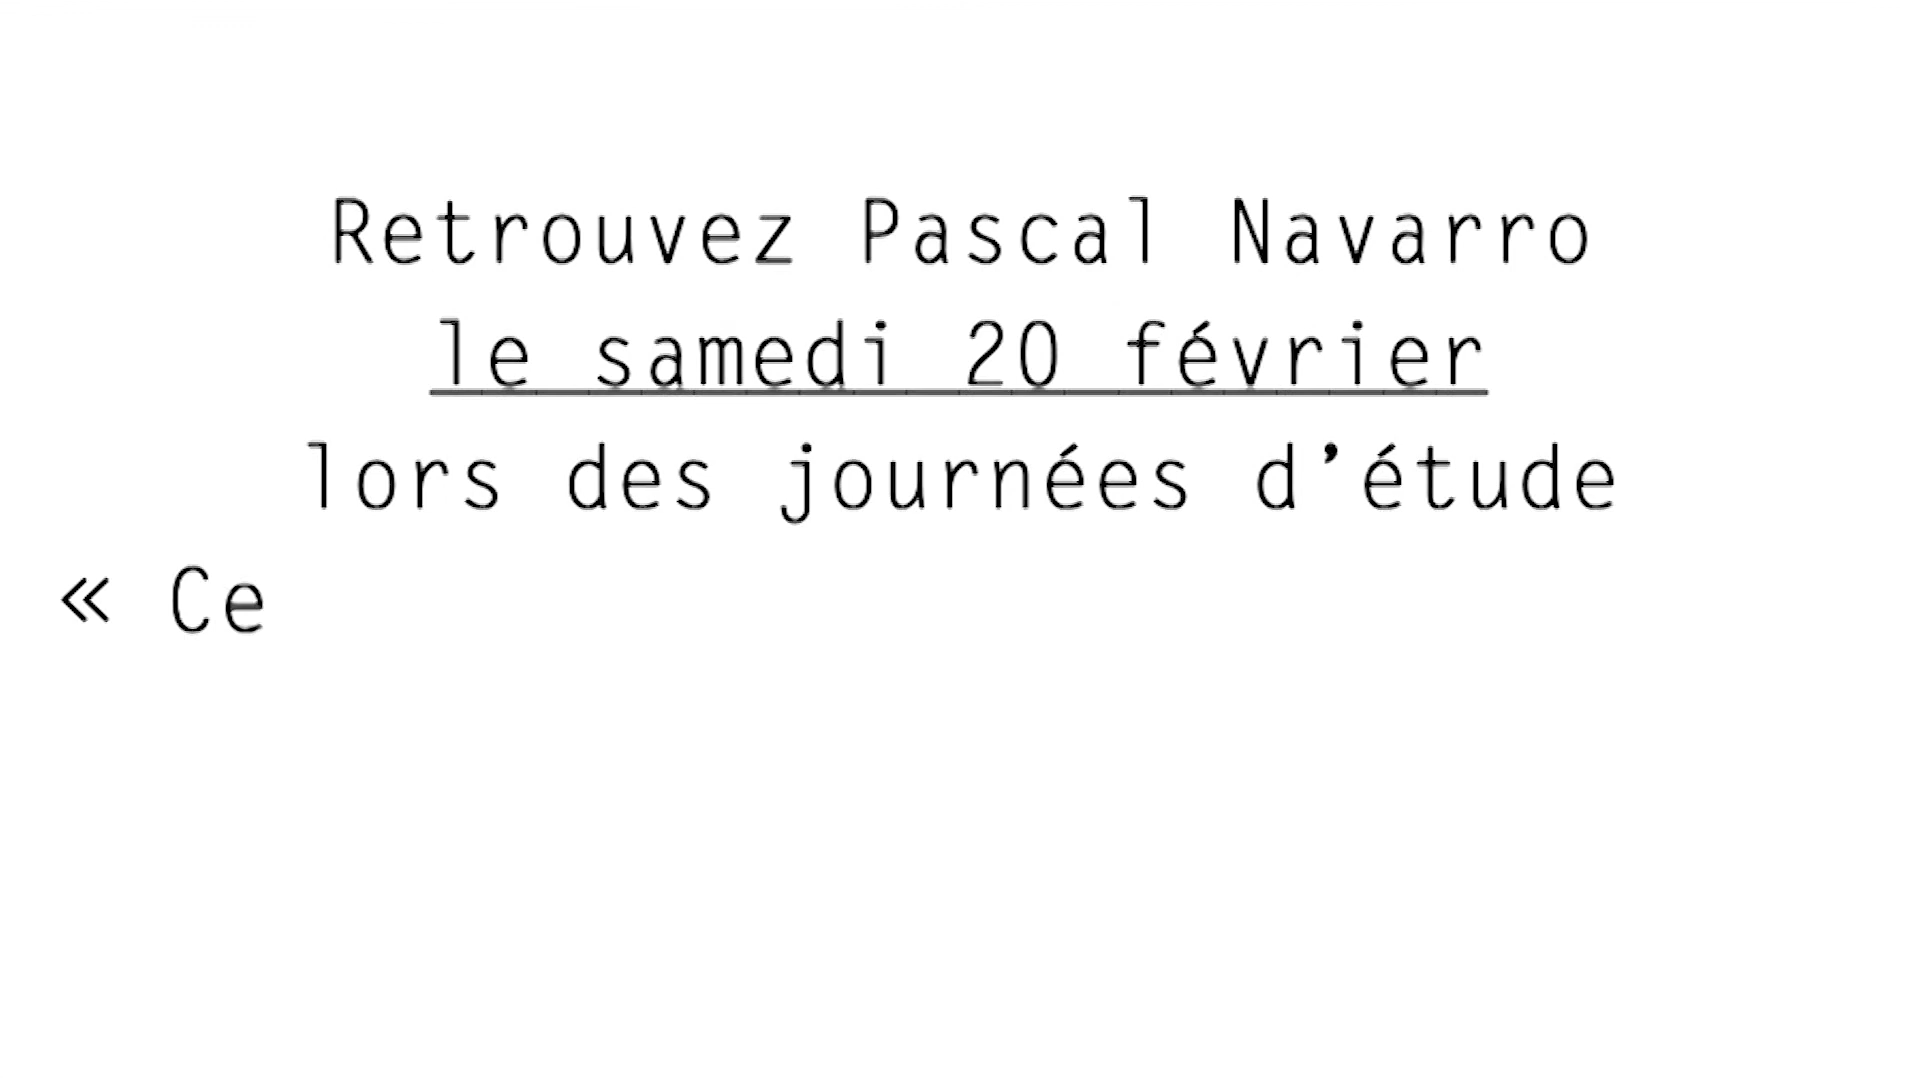 Retrouvez Pascal Navarro
le samedi 20 février
lors des journées d’étude
« Ce